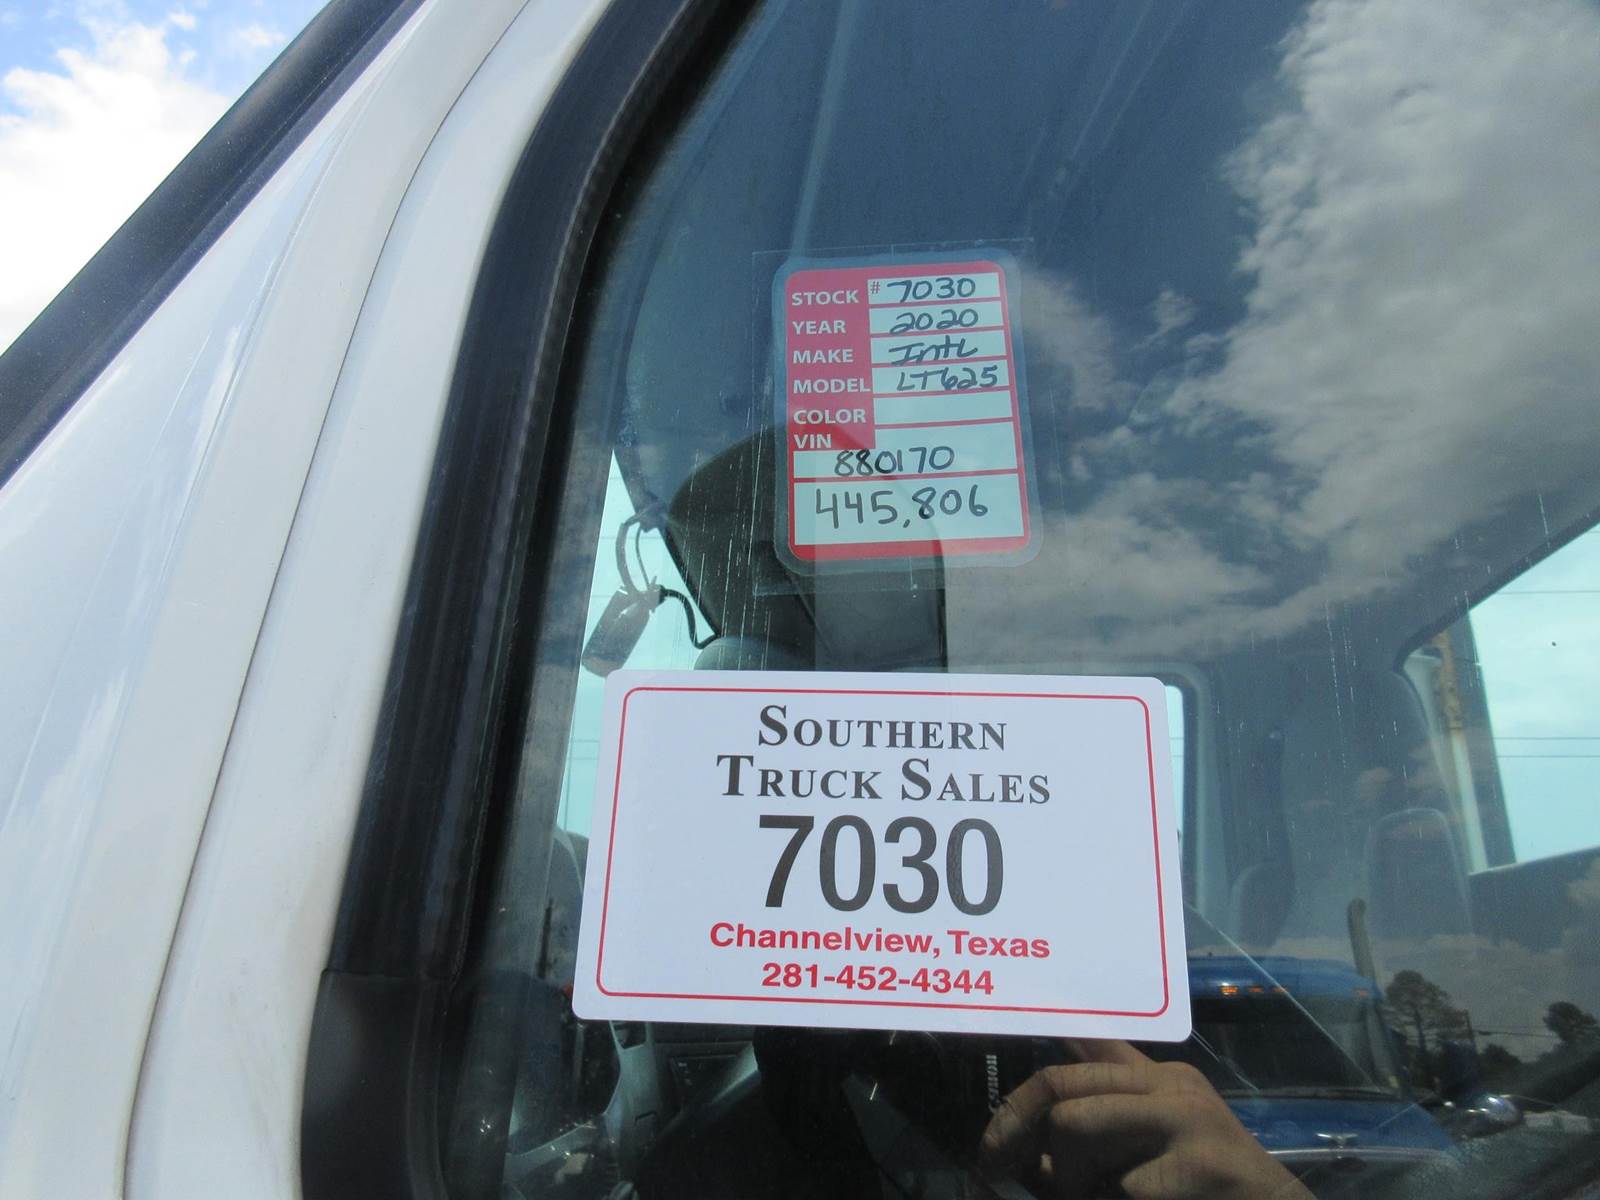 STOCK # 7030
YEAR 2020
MAKE Intl
MODEL LT625
COLOR
VIN
880170
445,806
SOUTHERN
TRUCK SALES
7030
Channelview, Texas
281-452-4344
Canon